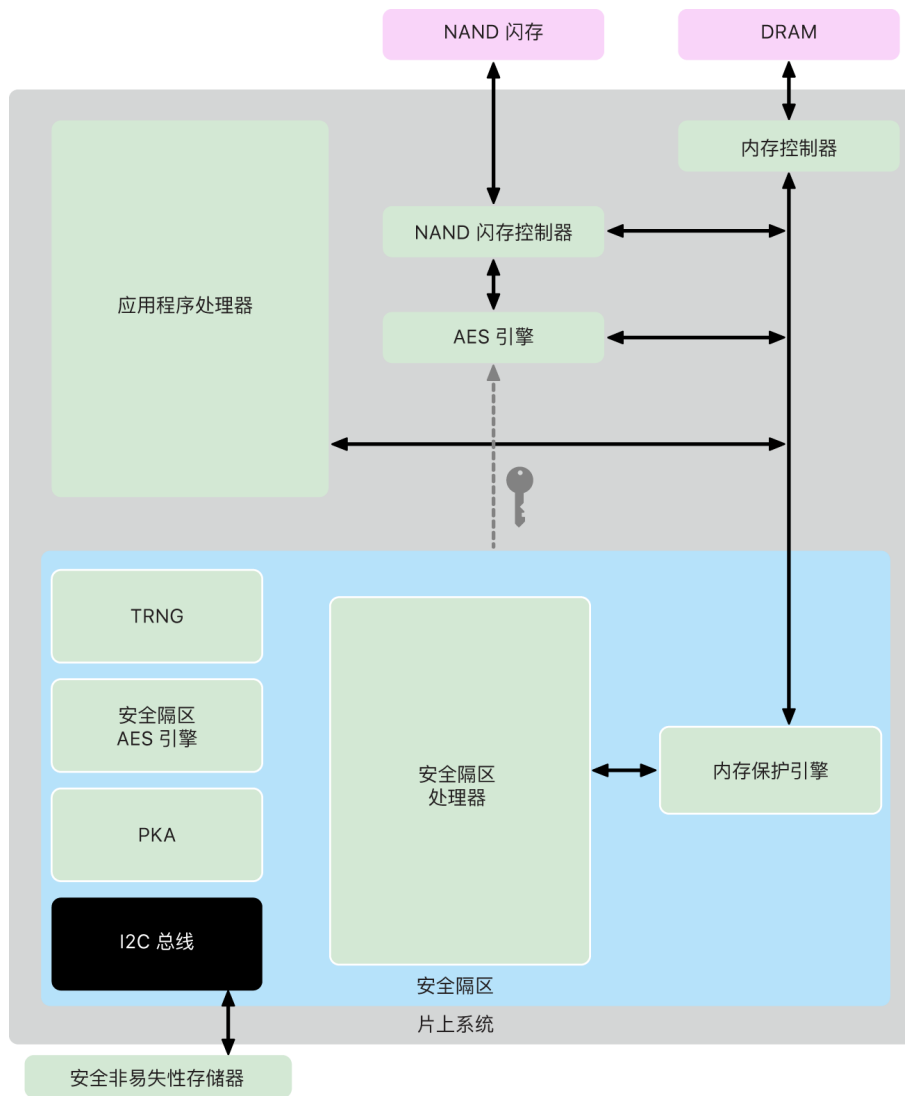 NAND 闪存
DRAM
内存控制器
NAND 闪存控制器
应用程序处理器
AES 引擎
TRNG
安全隔区
AES 引擎
安全隔区
处理器
内存保护引擎
PKA
I2C 总线
安全隔区
片上系统
安全非易失性存储器